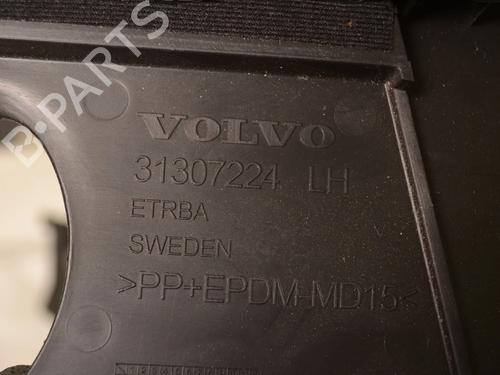 B-PARTS
VOLVO
31307224 LH
ETRBA
SWEDEN
>PP+EPDM-MD15<